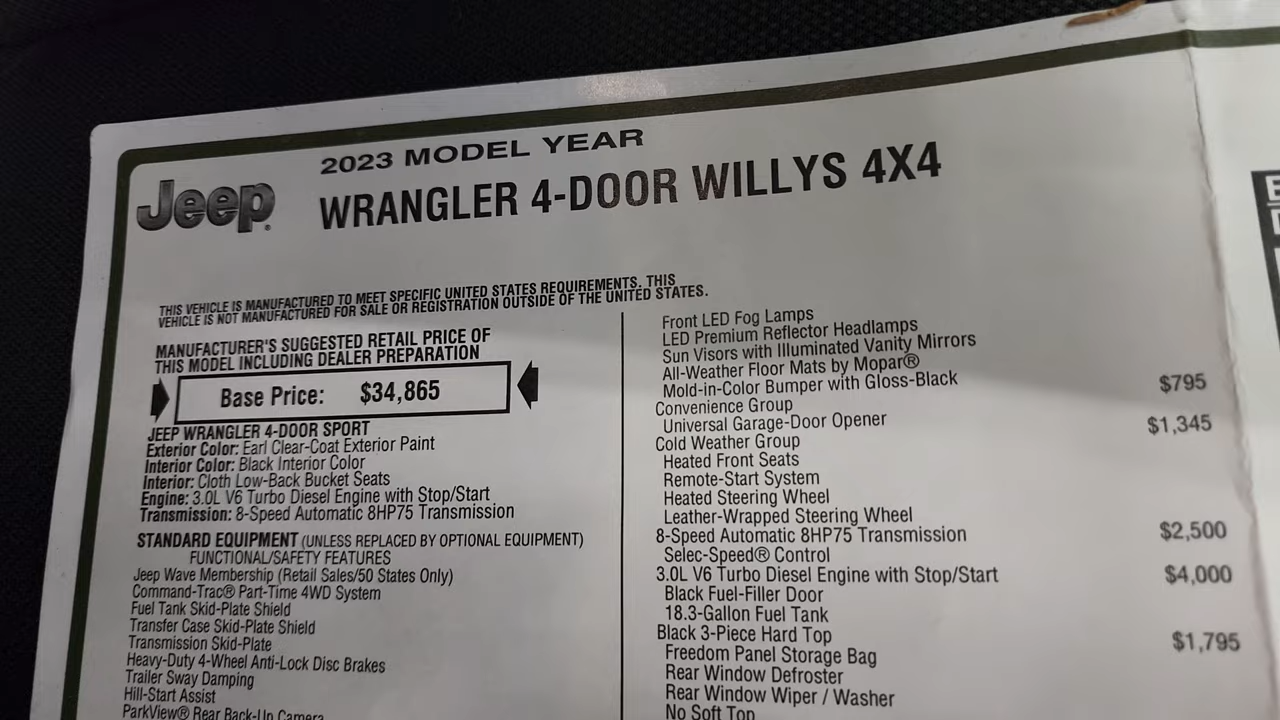 2023 MODEL YEAR
Jeep
WRANGLER 4-DOOR WILLYS 4X4
THIS VEHICLE IS MANUFACTURED TO MEET SPECIFIC UNITED STATES REQUIREMENTS. THIS
VEHICLE IS NOT MANUFACTURED FOR SALE OR REGISTRATION OUTSIDE OF THE UNITED STATES.
MANUFACTURER'S SUGGESTED RETAIL PRICE OF
THIS MODEL INCLUDING DEALER PREPARATION
Base Price: $34,865
JEEP WRANGLER 4-DOOR SPORT
Exterior Color: Earl Clear-Coat Exterior Paint
Interior Color: Black Interior Color
Interior: Cloth Low-Back Bucket Seats
Engine: 3.0L V6 Turbo Diesel Engine with Stop/Start
Transmission: 8-Speed Automatic 8HP75 Transmission
STANDARD EQUIPMENT (UNLESS REPLACED BY OPTIONAL EQUIPMENT)
FUNCTIONAL/SAFETY FEATURES
Jeep Wave Membership (Retail Sales/50 States Only)
Command-Trac® Part-Time 4WD System
Fuel Tank Skid-Plate Shield
Transfer Case Skid-Plate Shield
Transmission Skid-Plate
Heavy-Duty 4-Wheel Anti-Lock Disc Brakes
Trailer Sway Damping
Hill-Start Assist
ParkView® Rear Back-Up Camera
Front LED Fog Lamps
LED Premium Reflector Headlamps
Sun Visors with Illuminated Vanity Mirrors
All-Weather Floor Mats by Mopar®
Mold-in-Color Bumper with Gloss-Black
Convenience Group $795
Universal Garage-Door Opener
Cold Weather Group $1,345
Heated Front Seats
Remote-Start System
Heated Steering Wheel
Leather-Wrapped Steering Wheel
8-Speed Automatic 8HP75 Transmission $2,500
Selec-Speed® Control
3.0L V6 Turbo Diesel Engine with Stop/Start $4,000
Black Fuel-Filler Door
18.3-Gallon Fuel Tank
Black 3-Piece Hard Top $1,795
Freedom Panel Storage Bag
Rear Window Defroster
Rear Window Wiper / Washer
No Soft Top